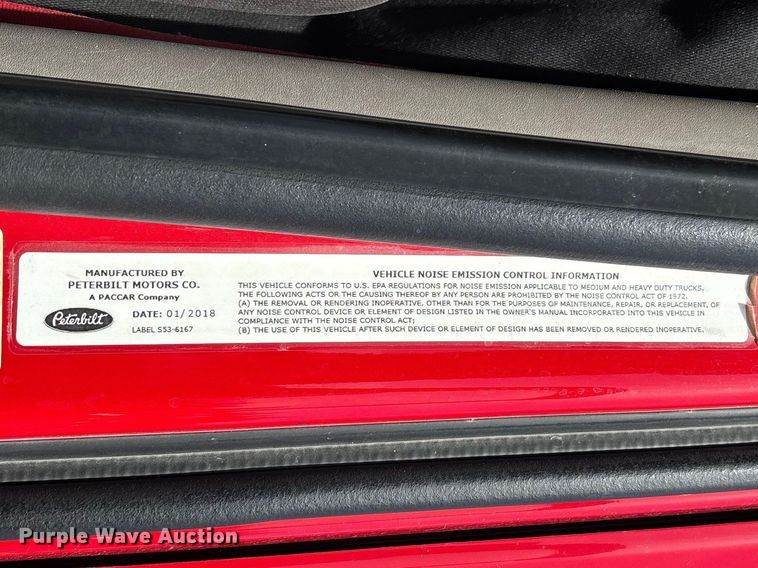 MANUFACTURED BY
PETERBILT MOTORS CO.
A PACCAR Company
Peterbilt
DATE: 01/2018
LABEL S53-6167
VEHICLE NOISE EMISSION CONTROL INFORMATION
THIS VEHICLE CONFORMS TO U.S. EPA REGULATIONS FOR NOISE EMISSION APPLICABLE TO MEDIUM AND HEAVY DUTY TRUCKS.
THE FOLLOWING ACTS OR THE CAUSING THEREOF BY ANY PERSON ARE PROHIBITED BY THE NOISE CONTROL ACT OF 1972.
(A) THE REMOVAL OR RENDERING INOPERATIVE, OTHER THAN FOR THE PURPOSES OF MAINTENANCE, REPAIR, OR REPLACEMENT, OF
ANY NOISE CONTROL DEVICE OR ELEMENT OF DESIGN LISTED IN THE OWNER'S MANUAL INCORPORATED INTO THIS VEHICLE IN
COMPLIANCE WITH THE NOISE CONTROL ACT;
(B) THE USE OF THIS VEHICLE AFTER SUCH DEVICE OR ELEMENT OF DESIGN HAS BEEN REMOVED OR RENDERED INOPERATIVE.
Purple Wave Auction